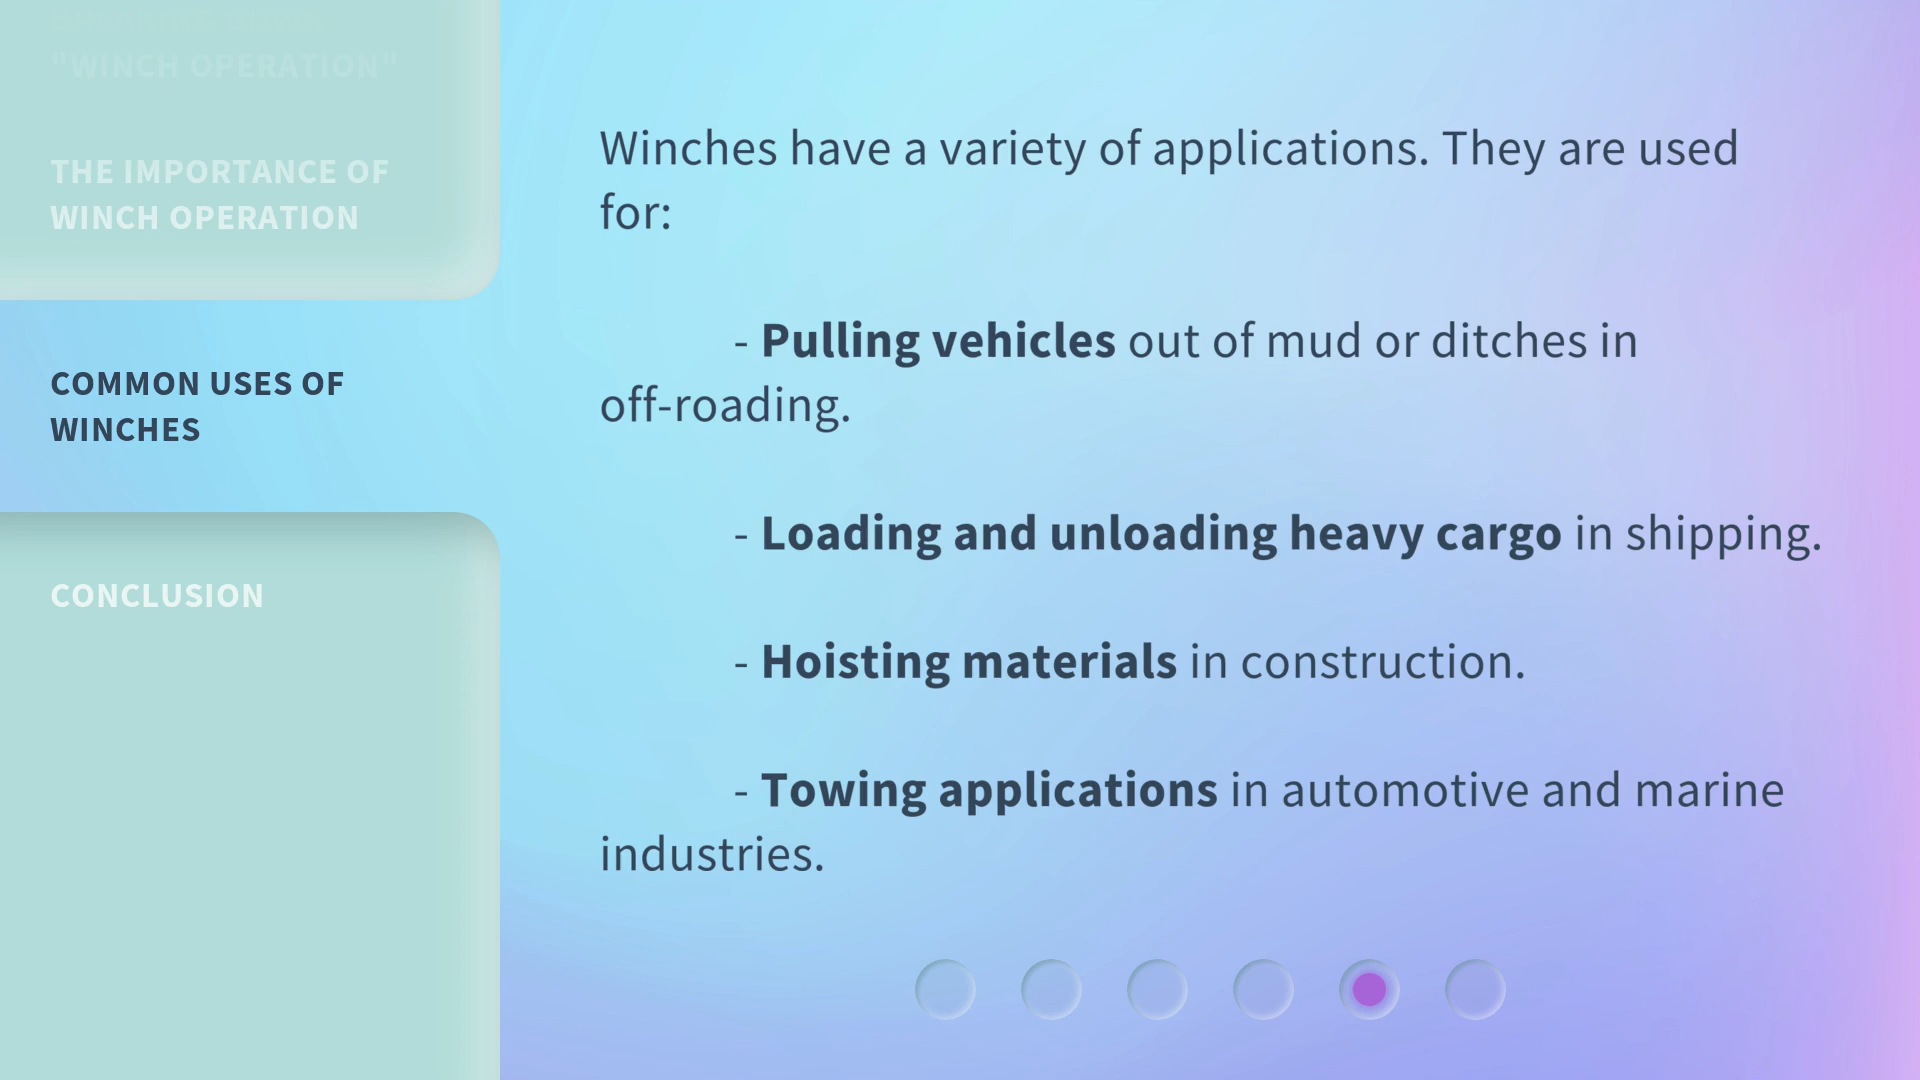 "WINCH OPERATION"
THE IMPORTANCE OF
WINCH OPERATION
COMMON USES OF
WINCHES
CONCLUSION
Winches have a variety of applications. They are used
for:
- Pulling vehicles out of mud or ditches in
off-roading.
- Loading and unloading heavy cargo in shipping.
- Hoisting materials in construction.
- Towing applications in automotive and marine
industries.